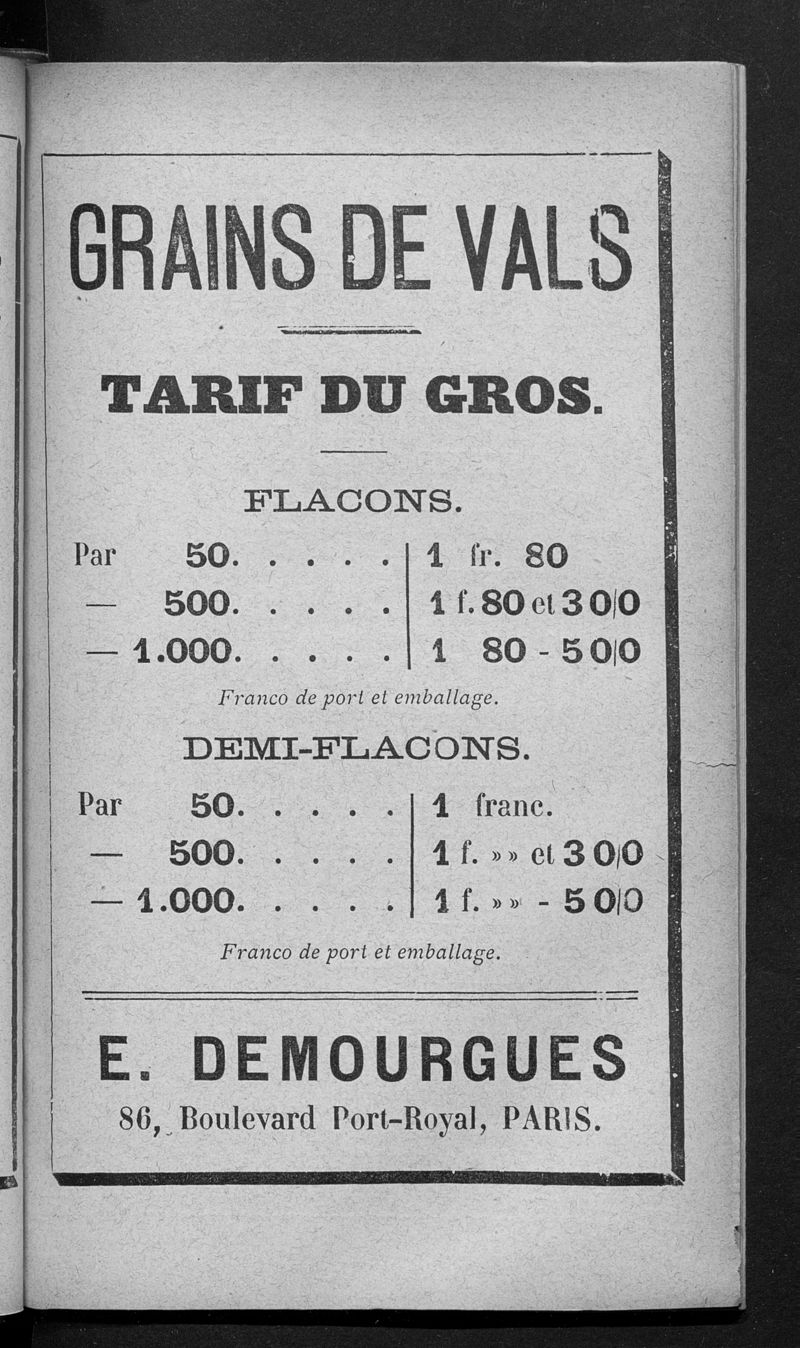 GRAINS DE VALS
TARIF DU GROS.
FLACONS.
Par 50. . . . . 1 fr. 80
— 500. . . . . 1 f. 80 et 3 0/0
— 1.000. . . . . 1 80 - 5 0/0
Franco de port et emballage.
DEMI-FLACONS.
Par 50. . . . . 1 franc.
— 500. . . . . 1 f. »» et 3 0/0
— 1.000. . . . . 1 f. »» - 5 0/0
Franco de port et emballage.
E. DEMOURGUES
86, Boulevard Port-Royal, PARIS.